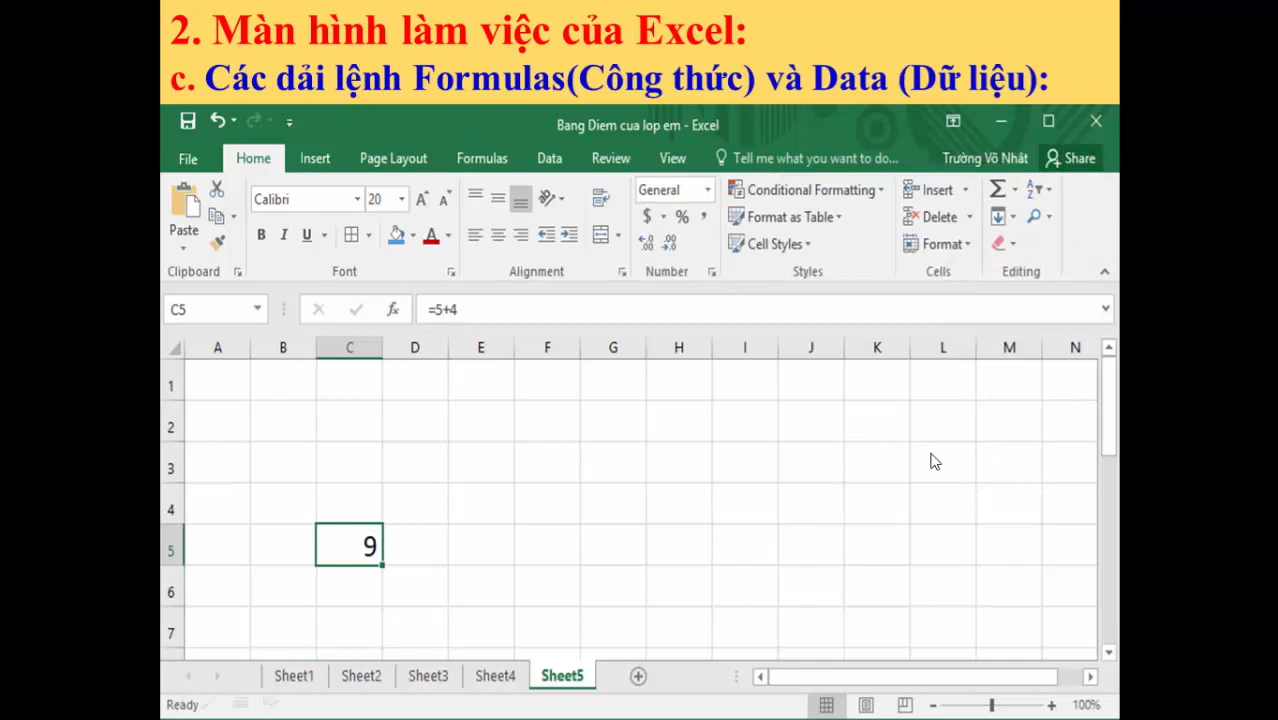 2. Màn hình làm việc của Excel:
c. Các dải lệnh Formulas(Công thức) và Data (Dữ liệu):
Bang Diem cua lop em - Excel
File Home Insert Page Layout Formulas Data Review View Tell me what you want to do... Trường Võ Nhât Share
Calibri 20 General Conditional Formatting Insert
Paste B I U $ % , Format as Table Delete
Cell Styles Format
Clipboard Font Alignment Number Styles Cells Editing
C5 fx =5+4
A B C D E F G H I J K L M N
1
2
3
4
5 9
6
7
Sheet1 Sheet2 Sheet3 Sheet4 Sheet5
Ready 100%